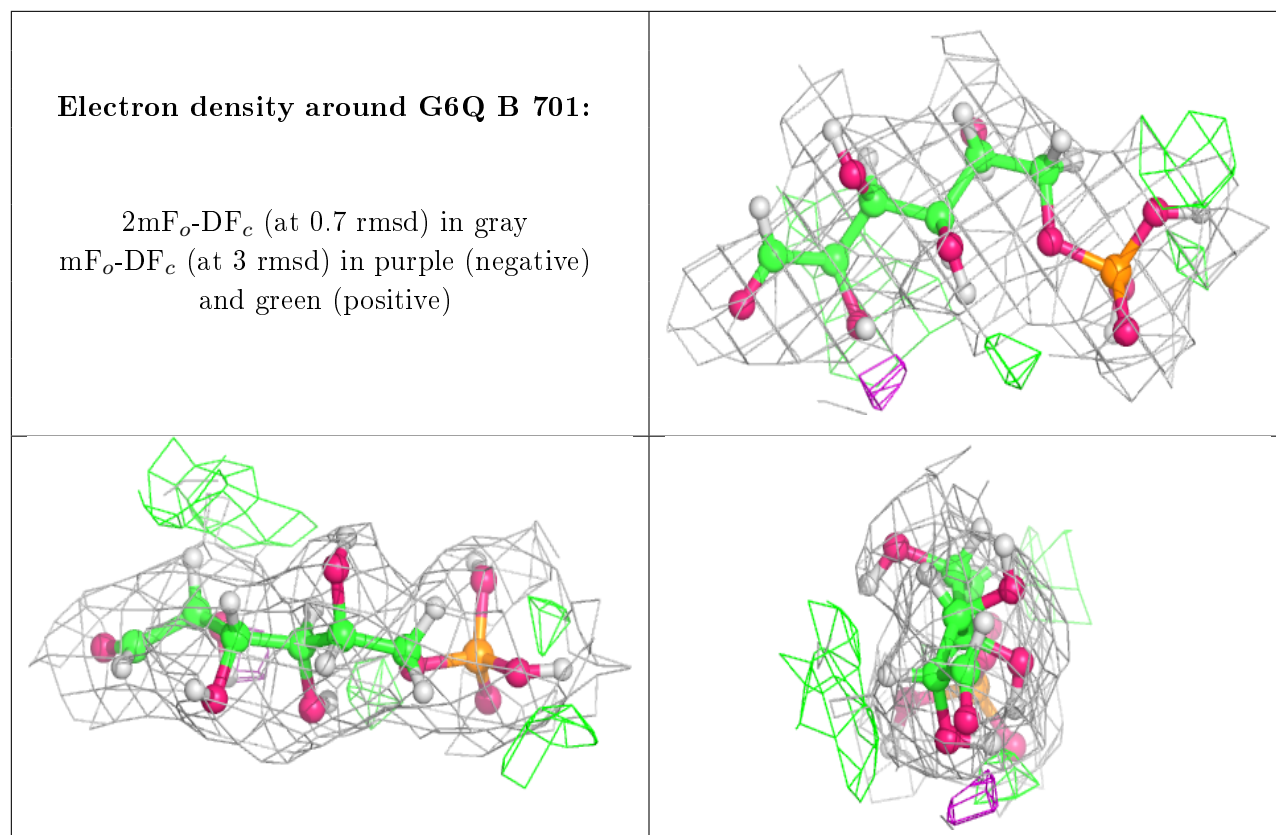 Electron density around G6Q B 701:
2mFₒ-DF𝒸 (at 0.7 rmsd) in gray
mFₒ-DF𝒸 (at 3 rmsd) in purple (negative)
and green (positive)